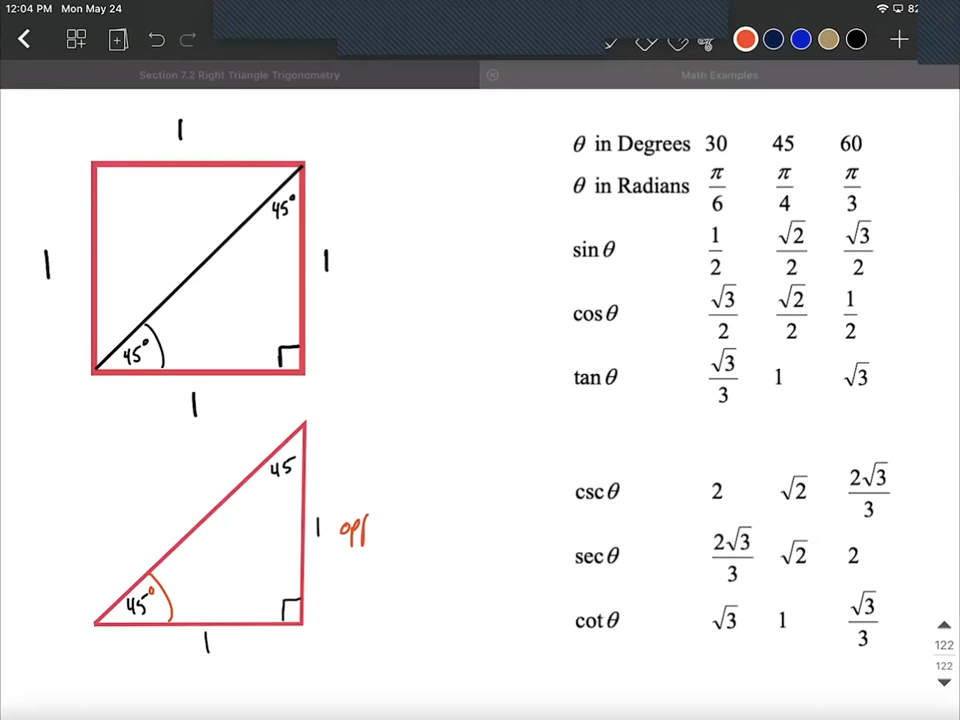 12:04 PM Mon May 24
82
Section 7.2 Right Triangle Trigonometry
Math Examples
1
45°
1
1
45°
1
45
1 opp
45°
1
θ in Degrees 30 45 60
θ in Radians π/6 π/4 π/3
sin θ 1/2 √2/2 √3/2
cos θ √3/2 √2/2 1/2
tan θ √3/3 1 √3
csc θ 2 √2 2√3/3
sec θ 2√3/3 √2 2
cot θ √3 1 √3/3
122
122